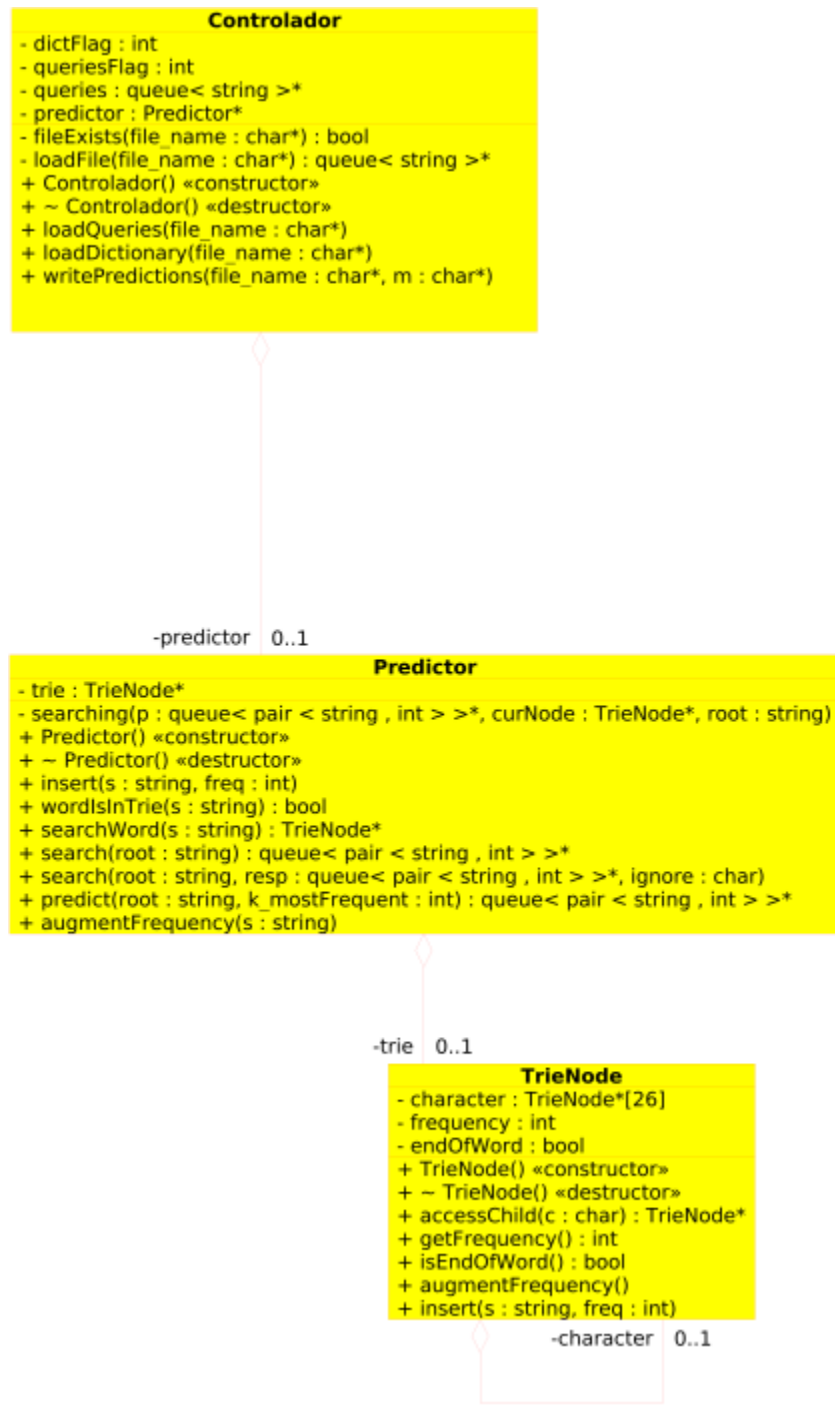 Controlador
- dictFlag : int
- queriesFlag : int
- queries : queue< string >*
- predictor : Predictor*
- fileExists(file_name : char*) : bool
- loadFile(file_name : char*) : queue< string >*
+ Controlador() «constructor»
+ ~ Controlador() «destructor»
+ loadQueries(file_name : char*)
+ loadDictionary(file_name : char*)
+ writePredictions(file_name : char*, m : char*)
-predictor 0..1
Predictor
- trie : TrieNode*
- searching(p : queue< pair < string , int > >*, curNode : TrieNode*, root : string)
+ Predictor() «constructor»
+ ~ Predictor() «destructor»
+ insert(s : string, freq : int)
+ wordIsInTrie(s : string) : bool
+ searchWord(s : string) : TrieNode*
+ search(root : string) : queue< pair < string , int > >*
+ search(root : string, resp : queue< pair < string , int > >*, ignore : char)
+ predict(root : string, k_mostFrequent : int) : queue< pair < string , int > >*
+ augmentFrequency(s : string)
-trie 0..1
TrieNode
- character : TrieNode*[26]
- frequency : int
- endOfWord : bool
+ TrieNode() «constructor»
+ ~ TrieNode() «destructor»
+ accessChild(c : char) : TrieNode*
+ getFrequency() : int
+ isEndOfWord() : bool
+ augmentFrequency()
+ insert(s : string, freq : int)
-character 0..1